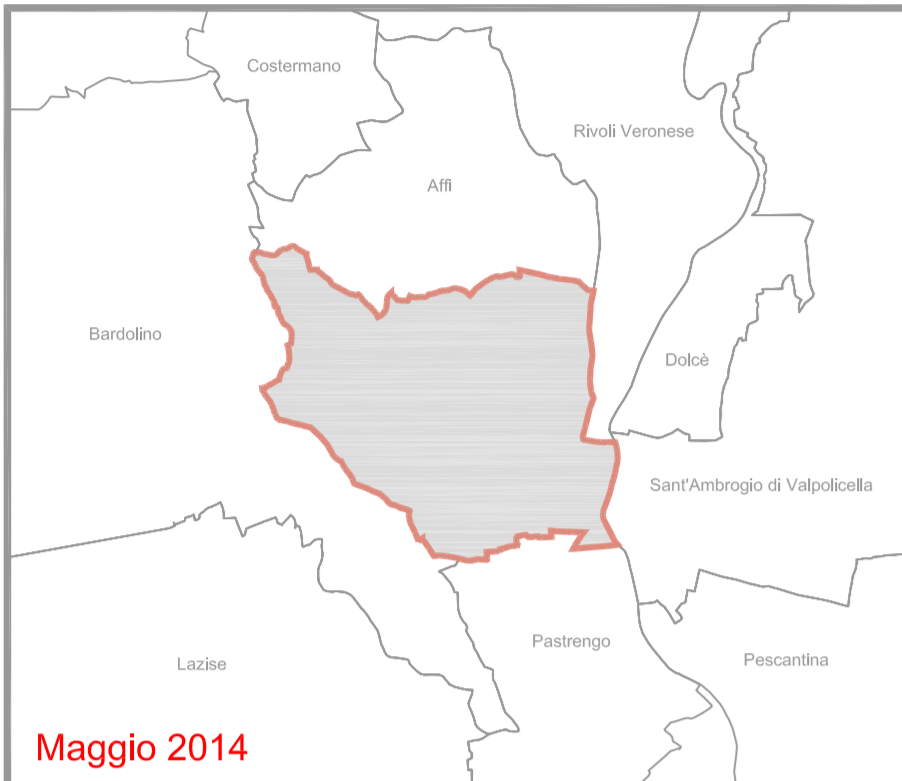 Costermano
Rivoli Veronese
Affi
Bardolino
Dolcè
Sant'Ambrogio di Valpolicella
Pastrengo
Lazise
Pescantina
Maggio 2014